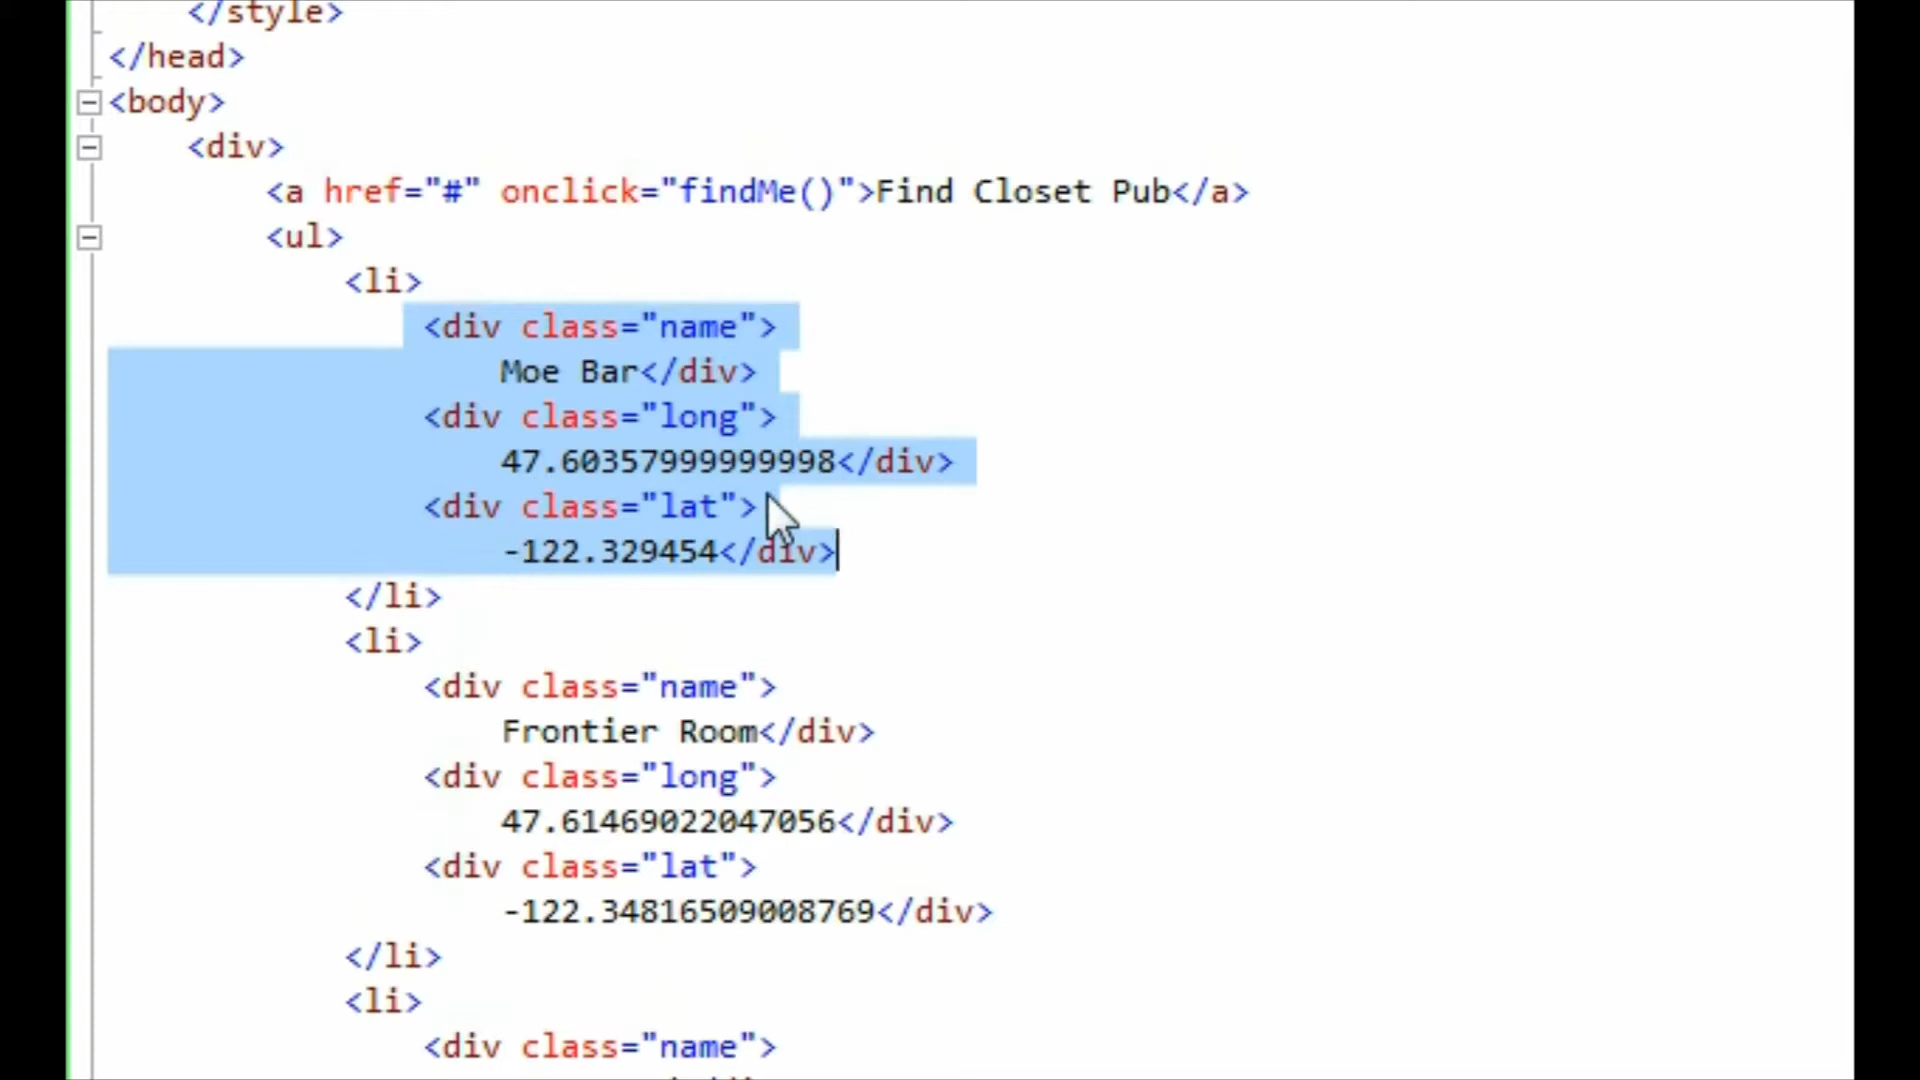 </style>
</head>
<body>
<div>
<a href="#" onclick="findMe()">Find Closet Pub</a>
<ul>
<li>
<div class="name">
Moe Bar</div>
<div class="long">
47.60357999999998</div>
<div class="lat">
-122.329454</div>
</li>
<li>
<div class="name">
Frontier Room</div>
<div class="long">
47.61469022047056</div>
<div class="lat">
-122.34816509008769</div>
</li>
<li>
<div class="name">